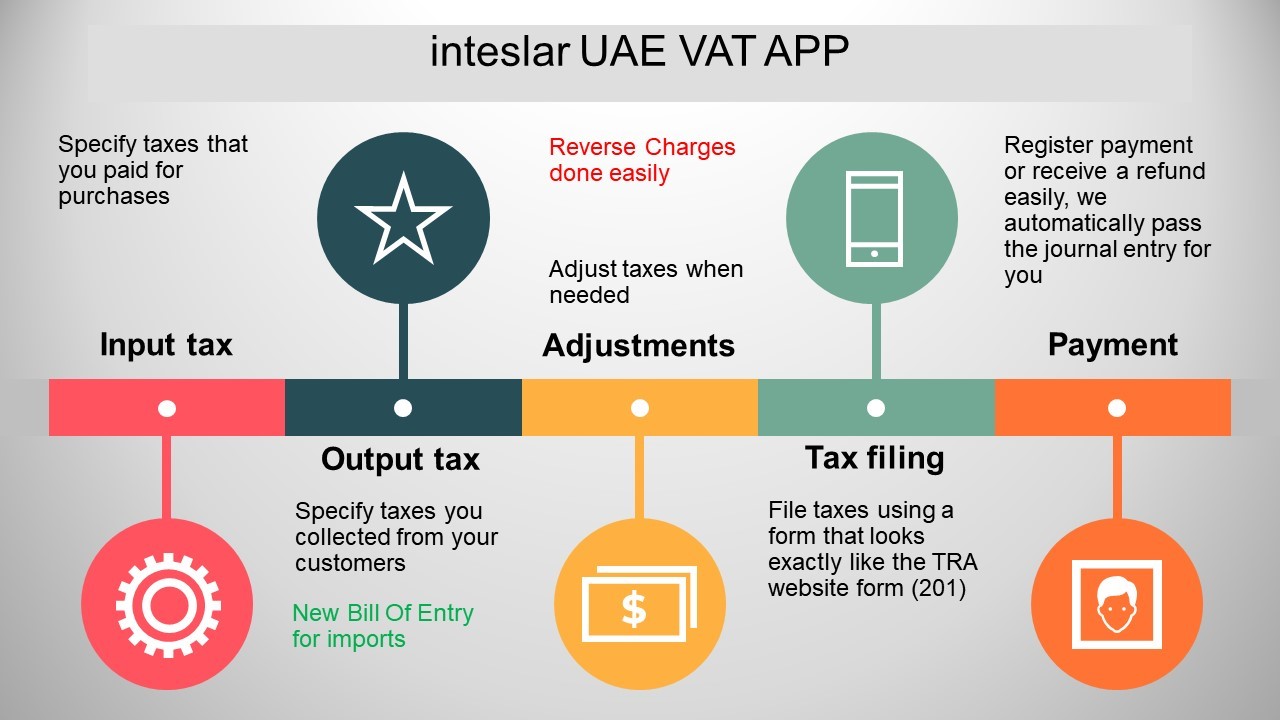 inteslar UAE VAT APP
Specify taxes that
you paid for
purchases
Input tax
Output tax
Specify taxes you
collected from your
customers
New Bill Of Entry
for imports
Reverse Charges
done easily
Adjust taxes when
needed
Adjustments
$
Tax filing
File taxes using a
form that looks
exactly like the TRA
website form (201)
Register payment
or receive a refund
easily, we
automatically pass
the journal entry for
you
Payment